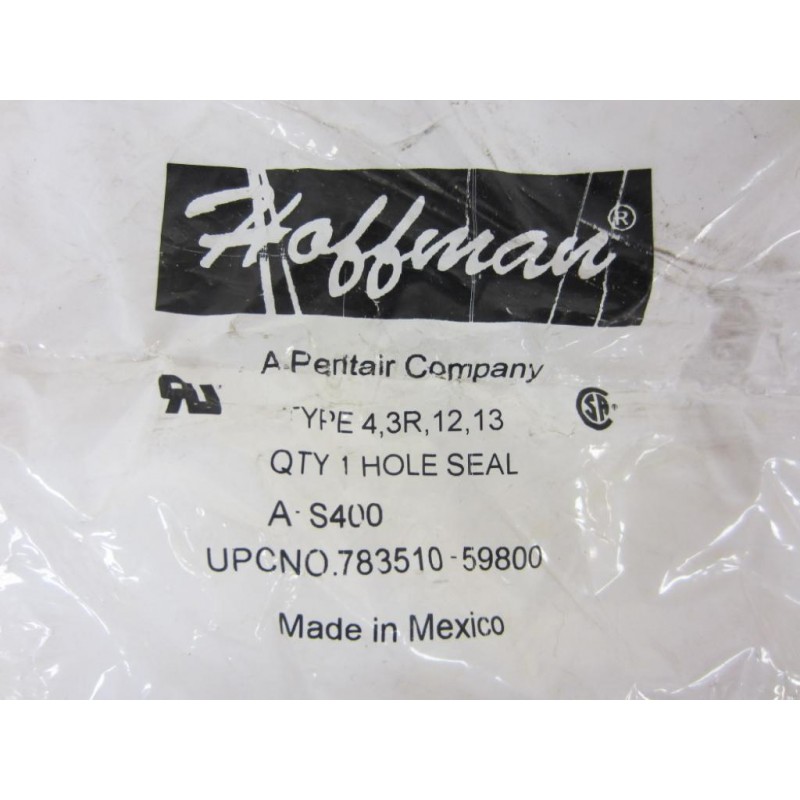 Hoffman®
A Pentair Company
TYPE 4,3R,12,13
QTY 1 HOLE SEAL
A- S400
UPCNO.783510-59800
Made in Mexico